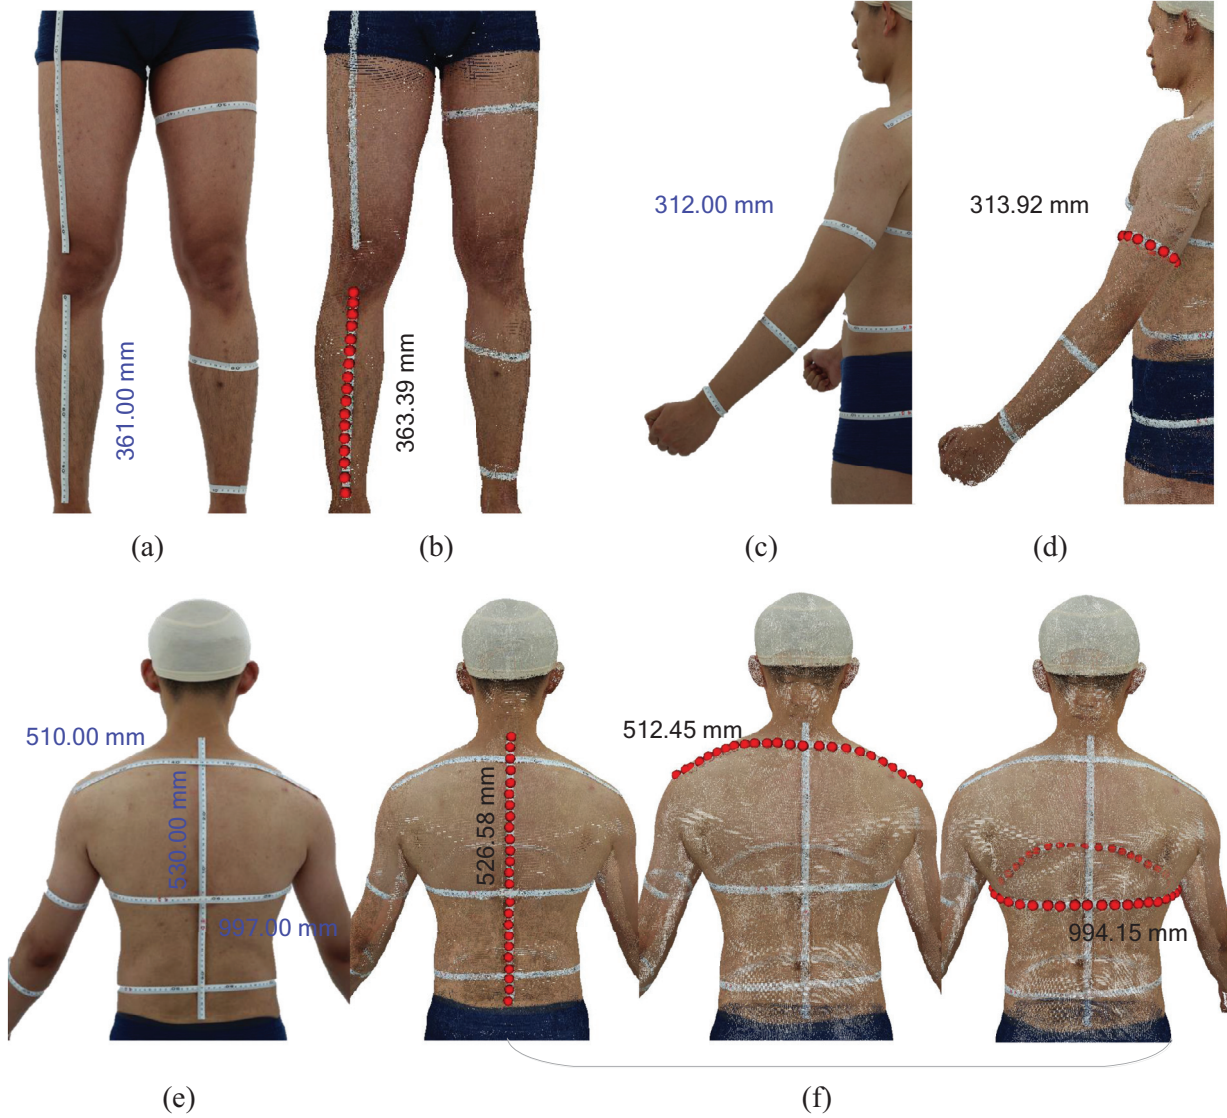 312.00 mm
313.92 mm
361.00 mm
363.39 mm
(a)
(b)
(c)
(d)
510.00 mm
530.00 mm
997.00 mm
526.58 mm
512.45 mm
994.15 mm
(e)
(f)